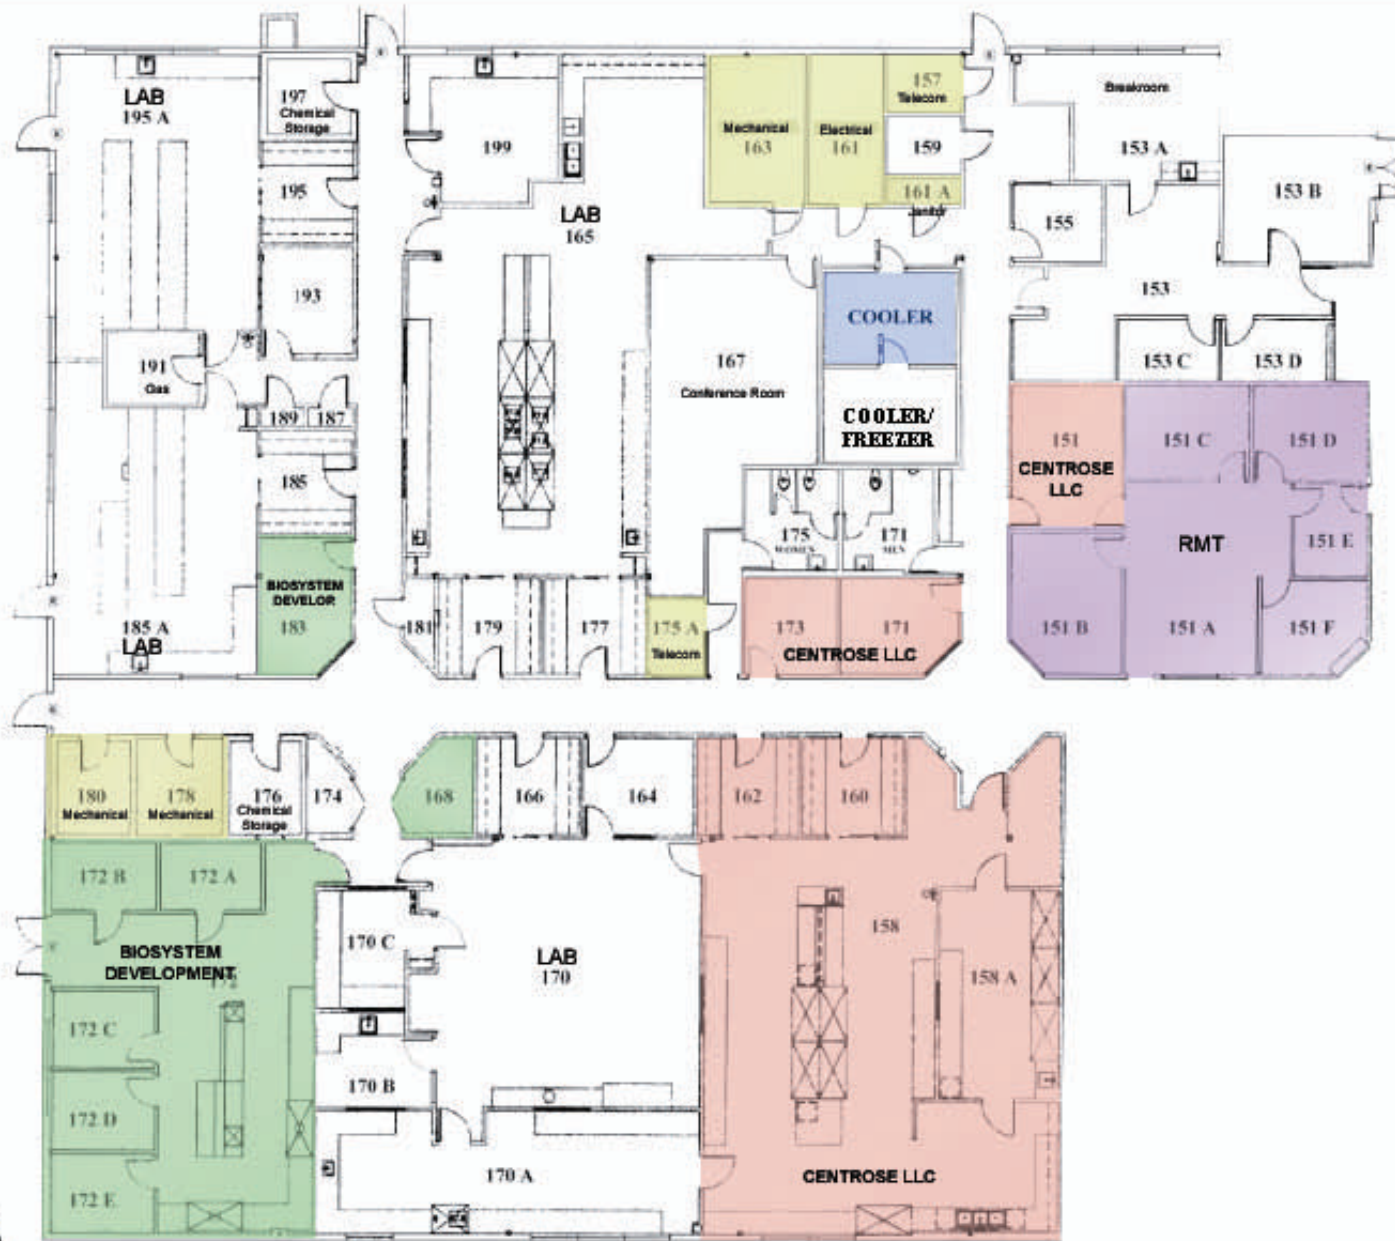 LAB
195 A
197
Chemical
Storage
195
193
191
Gas
189
187
185
BIOSYSTEM
DEVELOP.
183
185 A
LAB
199
LAB
165
Mechanical
163
Electrical
161
157
Telecom
159
161 A
Janitor
167
Conference Room
COOLER
COOLER/
FREEZER
175
WOMEN
171
MEN
181
179
177
175 A
Telecom
173
171
CENTROSE LLC
Breakroom
153 A
153 B
155
153
153 C
153 D
151
CENTROSE
LLC
151 C
151 D
RMT
151 E
151 B
151 A
151 F
180
Mechanical
178
Mechanical
176
Chemical
Storage
174
168
166
164
162
160
172 B
172 A
BIOSYSTEM
DEVELOPMENT
172
172 C
172 D
172 E
170 C
170 B
LAB
170
170 A
158
158 A
CENTROSE LLC